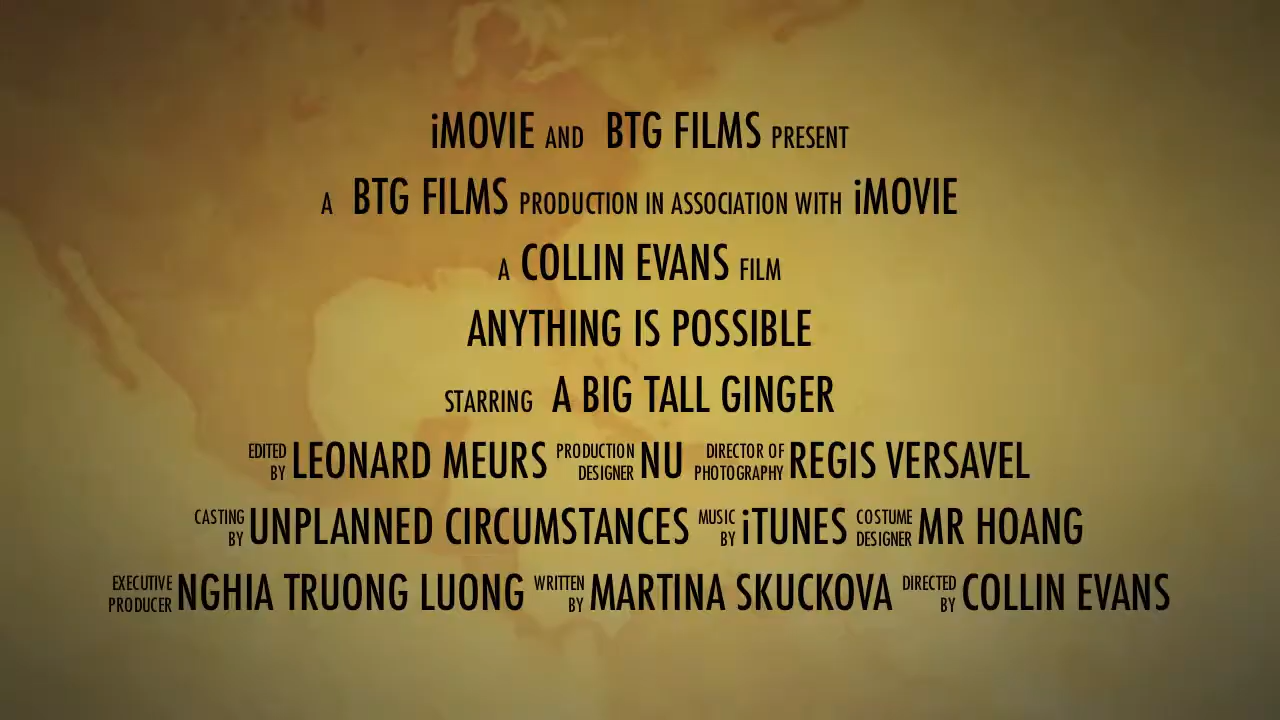 iMOVIE AND BTG FILMS PRESENT
A BTG FILMS PRODUCTION IN ASSOCIATION WITH iMOVIE
A COLLIN EVANS FILM
ANYTHING IS POSSIBLE
STARRING A BIG TALL GINGER
EDITED BY LEONARD MEURS PRODUCTION DESIGNER NU DIRECTOR OF PHOTOGRAPHY REGIS VERSAVEL
CASTING BY UNPLANNED CIRCUMSTANCES MUSIC BY iTUNES COSTUME DESIGNER MR HOANG
EXECUTIVE PRODUCER NGHIA TRUONG LUONG WRITTEN BY MARTINA SKUCKOVA DIRECTED BY COLLIN EVANS